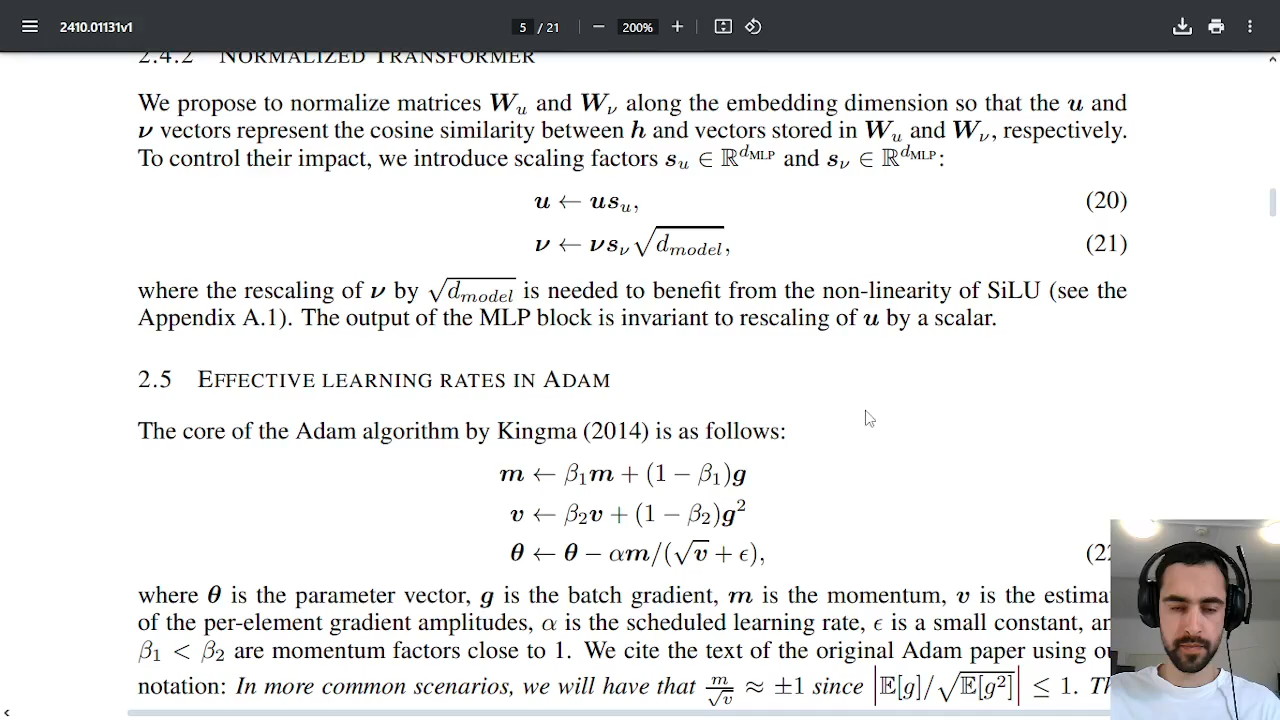 2410.01131v1
5 / 21
200%
2.4.2 NORMALIZED TRANSFORMER
We propose to normalize matrices W_u and W_ν along the embedding dimension so that the u and
ν vectors represent the cosine similarity between h and vectors stored in W_u and W_ν, respectively.
To control their impact, we introduce scaling factors s_u ∈ ℝ^{d_MLP} and s_ν ∈ ℝ^{d_MLP}:
u ← us_u, (20)
ν ← νs_ν√d_model, (21)
where the rescaling of ν by √d_model is needed to benefit from the non-linearity of SiLU (see the
Appendix A.1). The output of the MLP block is invariant to rescaling of u by a scalar.
2.5 EFFECTIVE LEARNING RATES IN ADAM
The core of the Adam algorithm by Kingma (2014) is as follows:
m ← β₁m + (1 − β₁)g
v ← β₂v + (1 − β₂)g²
θ ← θ − αm/(√v + ϵ),
where θ is the parameter vector, g is the batch gradient, m is the momentum, v is the
of the per-element gradient amplitudes, α is the scheduled learning rate, ϵ is a small constant,
β₁ < β₂ are momentum factors close to 1. We cite the text of the original Adam paper using
notation: In more common scenarios, we will have that m/√v ≈ ±1 since |𝔼[g]/√𝔼[g²]| ≤ 1.